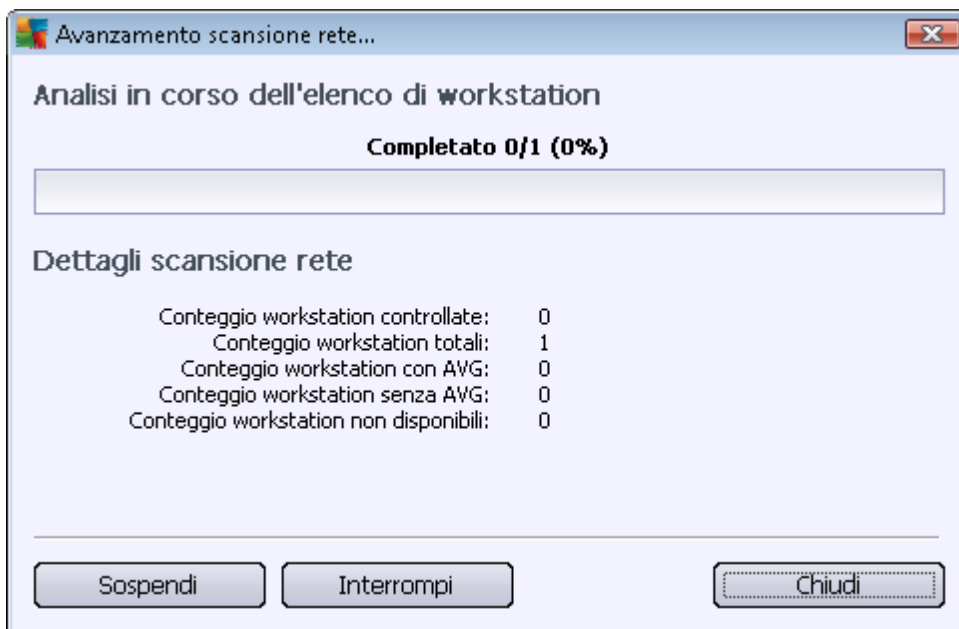 Avanzamento scansione rete...
Analisi in corso dell'elenco di workstation
Completato 0/1 (0%)
Dettagli scansione rete
Conteggio workstation controllate: 0
Conteggio workstation totali: 1
Conteggio workstation con AVG: 0
Conteggio workstation senza AVG: 0
Conteggio workstation non disponibili: 0
Sospendi Interrompi Chiudi